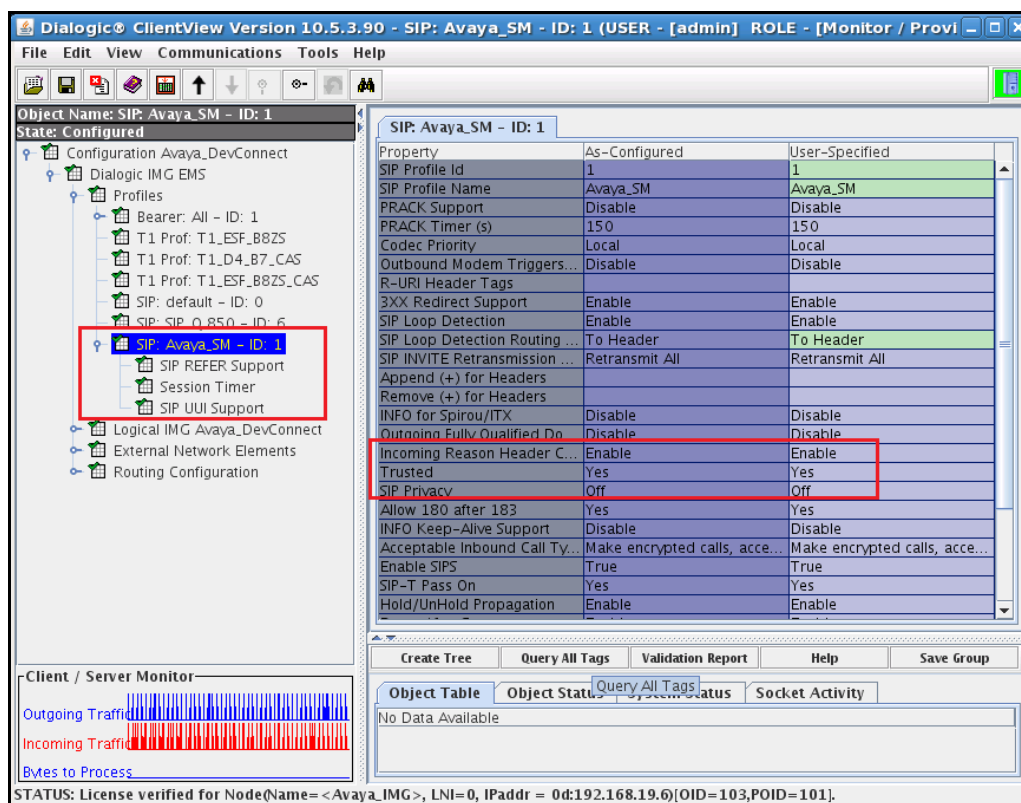 Dialogic® ClientView Version 10.5.3.90 - SIP: Avaya_SM - ID: 1 (USER - [admin] ROLE - [Monitor / Provi
File Edit View Communications Tools Help
Object Name: SIP: Avaya_SM - ID: 1
State: Configured
Configuration Avaya_DevConnect
Dialogic IMG EMS
Profiles
Bearer: All - ID: 1
T1 Prof: T1_ESF_B8ZS
T1 Prof: T1_D4_B7_CAS
T1 Prof: T1_ESF_B8ZS_CAS
SIP: default - ID: 0
SIP: SIP_Q_850 - ID: 6
SIP: Avaya_SM - ID: 1
SIP REFER Support
Session Timer
SIP UUI Support
Logical IMG Avaya_DevConnect
External Network Elements
Routing Configuration
SIP: Avaya_SM - ID: 1
Property As-Configured User-Specified
SIP Profile Id 1 1
SIP Profile Name Avaya_SM Avaya_SM
PRACK Support Disable Disable
PRACK Timer (s) 150 150
Codec Priority Local Local
Outbound Modem Triggers... Disable Disable
R-URI Header Tags
3XX Redirect Support Enable Enable
SIP Loop Detection Enable Enable
SIP Loop Detection Routing ... To Header To Header
SIP INVITE Retransmission ... Retransmit All Retransmit All
Append (+) for Headers
Remove (+) for Headers
INFO for Spirou/ITX Disable Disable
Outgoing Fully Qualified Do... Disable Disable
Incoming Reason Header C... Enable Enable
Trusted Yes Yes
SIP Privacy Off Off
Allow 180 after 183 Yes Yes
INFO Keep-Alive Support Disable Disable
Acceptable Inbound Call Ty... Make encrypted calls, acce... Make encrypted calls, acce...
Enable SIPS True True
SIP-T Pass On Yes Yes
Hold/UnHold Propagation Enable Enable
Create Tree Query All Tags Validation Report Help Save Group
Query All Tags
Object Table Object Status Status Socket Activity
No Data Available
Client / Server Monitor
Outgoing Traffic
Incoming Traffic
Bytes to Process
STATUS: License verified for Node(Name=<Avaya_IMG>, LNI=0, IPaddr = 0d:192.168.19.6)[OID=103,POID=101].